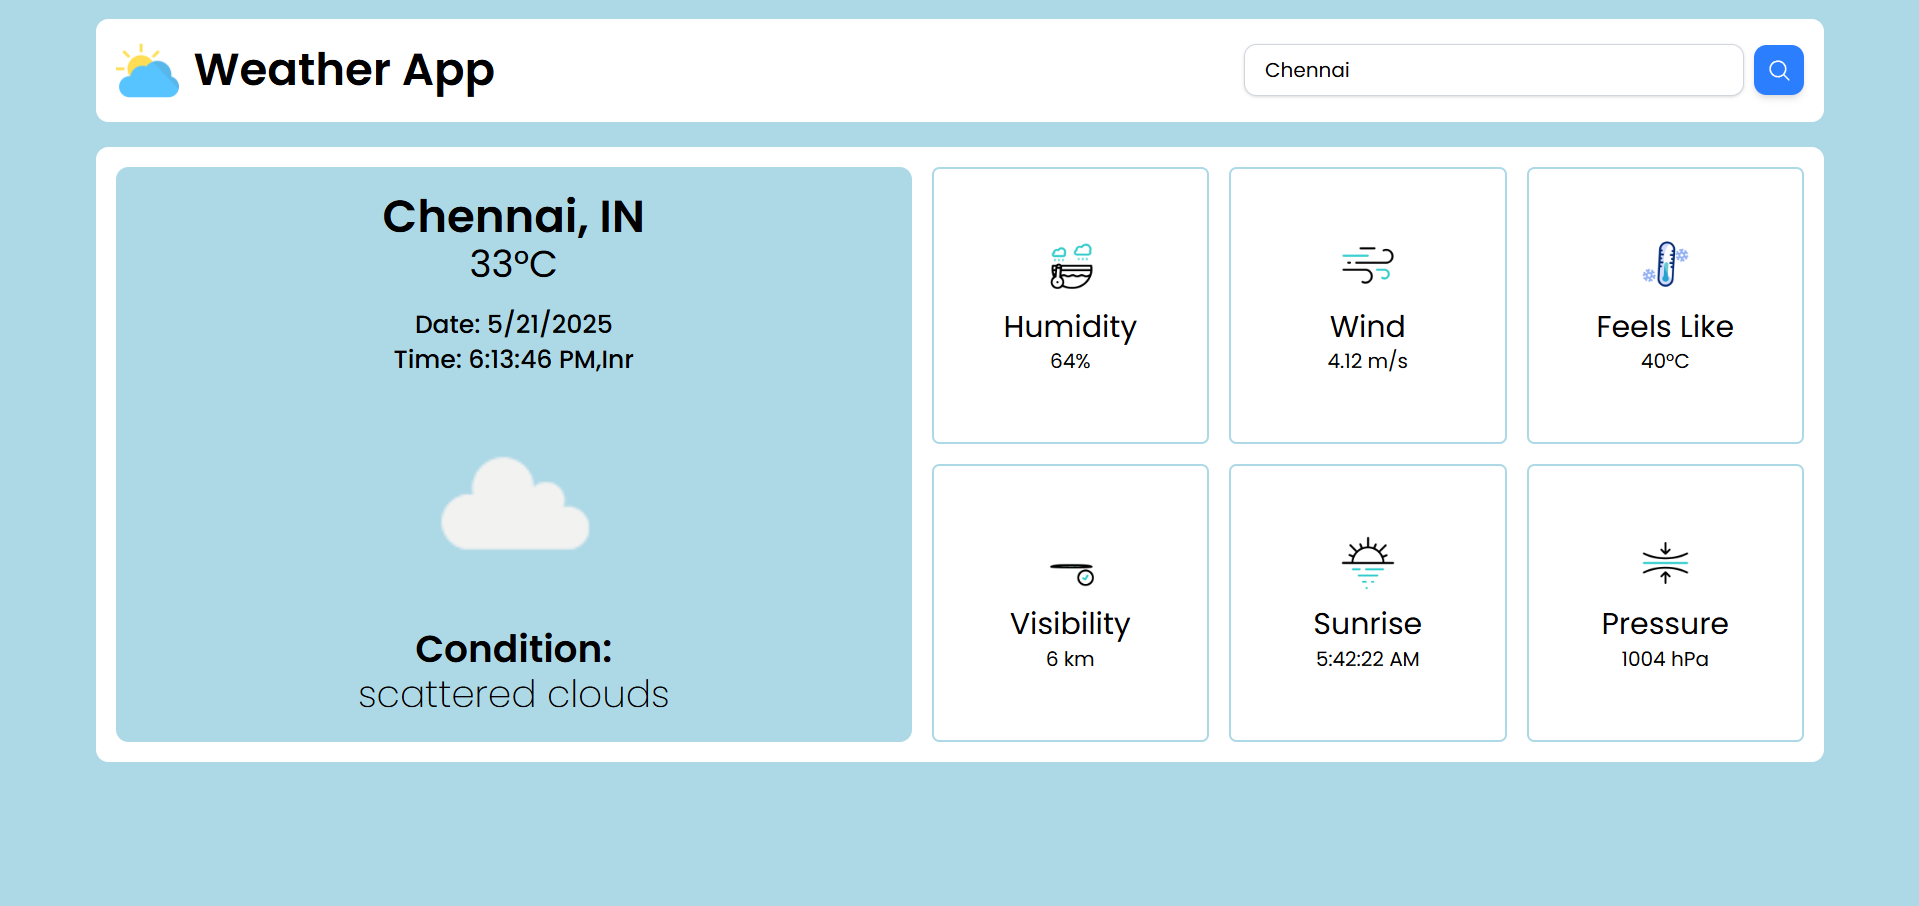 Weather App
Chennai
Chennai, IN
33°C
Date: 5/21/2025
Time: 6:13:46 PM,Inr
Condition:
scattered clouds
Humidity
64%
Wind
4.12 m/s
Feels Like
40°C
Visibility
6 km
Sunrise
5:42:22 AM
Pressure
1004 hPa